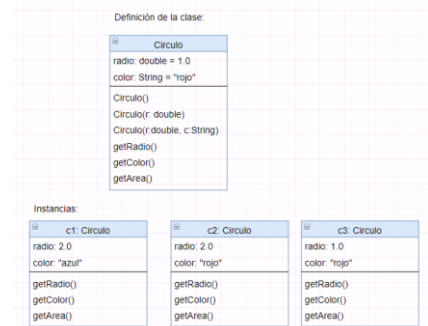 Definición de la clase:
Circulo
radio: double = 1.0
color: String = "rojo"
Circulo()
Circulo(r: double)
Circulo(r:double, c:String)
getRadio()
getColor()
getArea()
Instancias:
c1: Circulo
radio: 2.0
color: "azul"
getRadio()
getColor()
getArea()
c2: Circulo
radio: 2.0
color: "rojo"
getRadio()
getColor()
getArea()
c3: Circulo
radio: 1.0
color: "rojo"
getRadio()
getColor()
getArea()